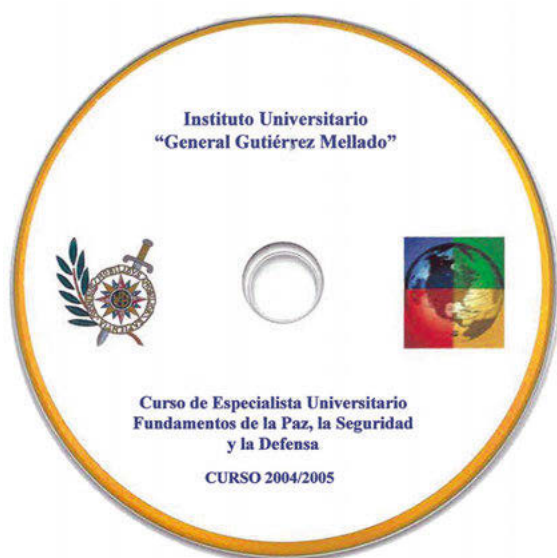 Instituto Universitario
“General Gutiérrez Mellado”
Curso de Especialista Universitario
Fundamentos de la Paz, la Seguridad
y la Defensa
CURSO 2004/2005